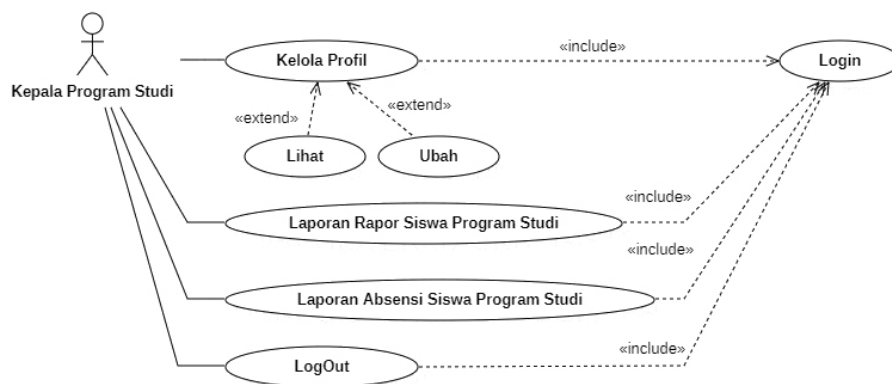 Kepala Program Studi
Kelola Profil
«include»
Login
«extend»
«extend»
Lihat
Ubah
Laporan Rapor Siswa Program Studi
«include»
«include»
Laporan Absensi Siswa Program Studi
LogOut
«include»